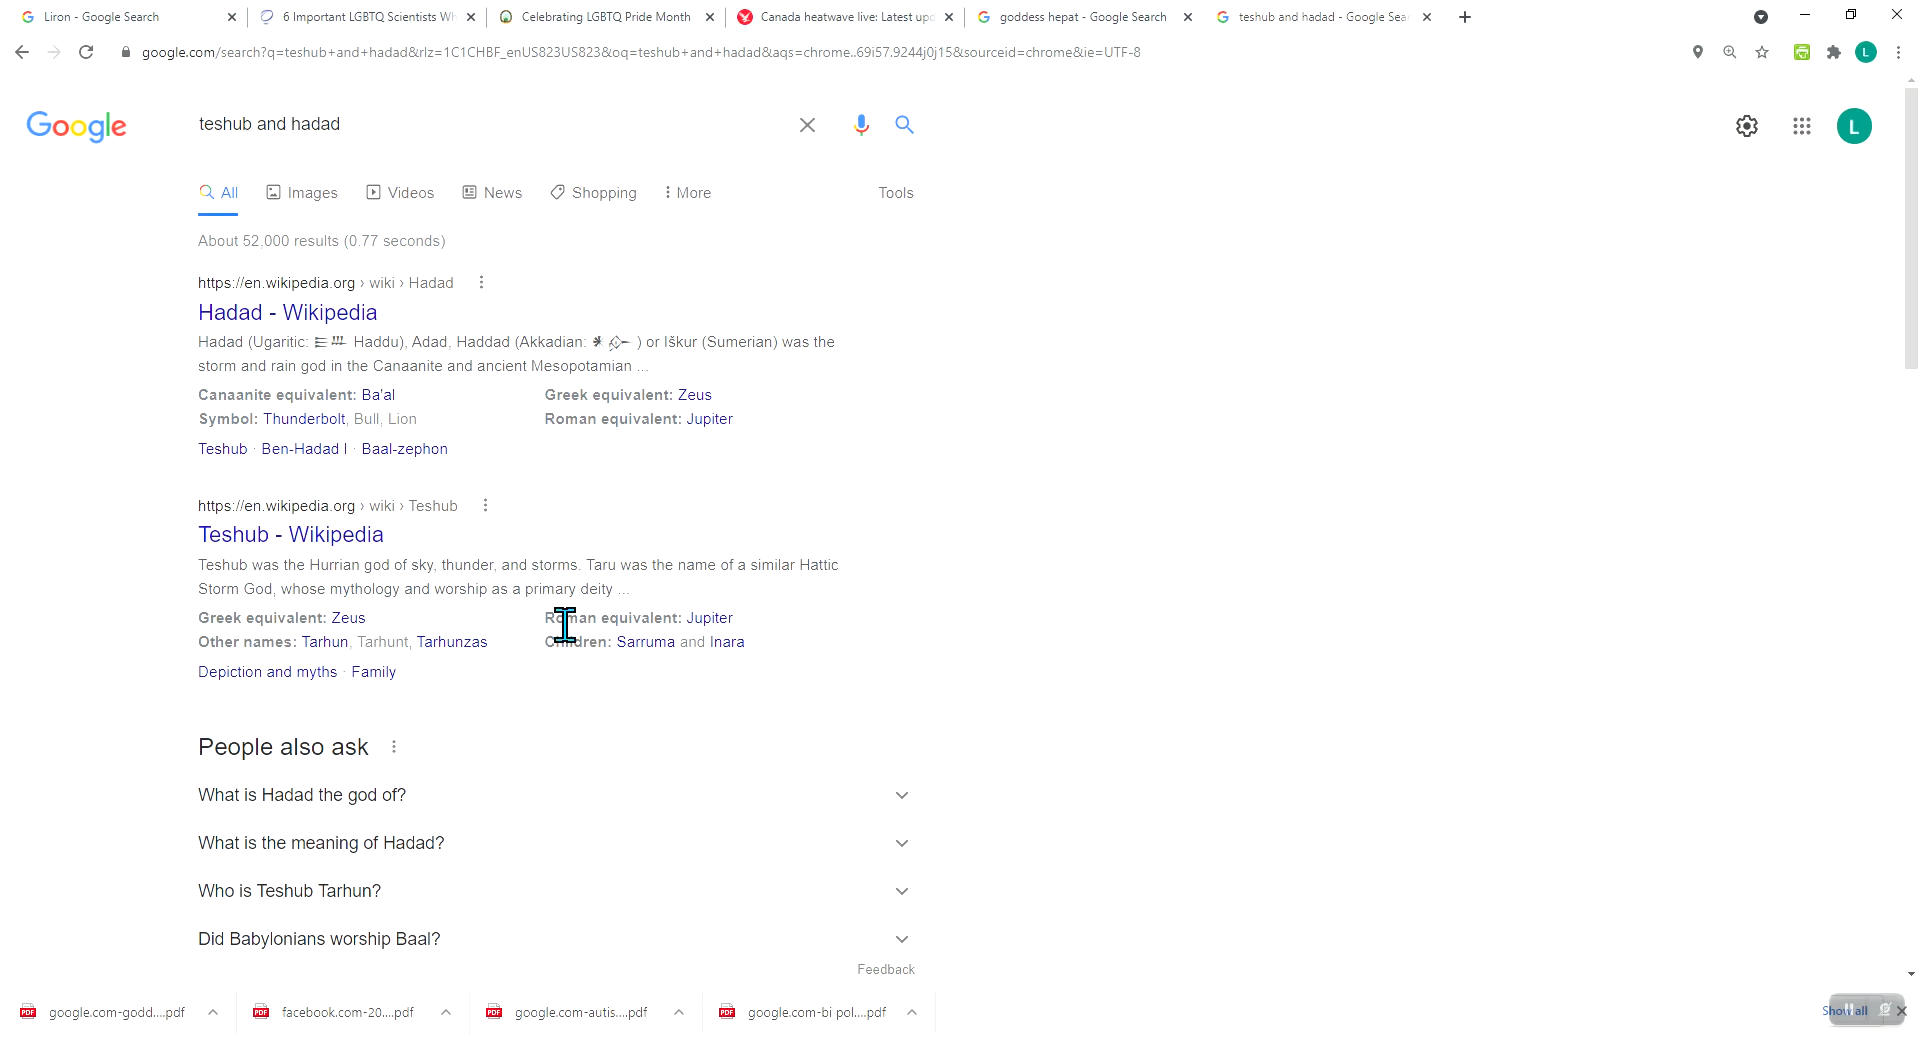 Liron - Google Search
6 Important LGBTQ Scientists Wh
Celebrating LGBTQ Pride Month
Canada heatwave live: Latest upd
goddess hepat - Google Search
teshub and hadad - Google Sea
google.com/search?q=teshub+and+hadad&rlz=1C1CHBF_enUS823US823&oq=teshub+and+hadad&aqs=chrome..69i57.9244j0j15&sourceid=chrome&ie=UTF-8
L
Google
teshub and hadad
L
All
Images
Videos
News
Shopping
More
Tools
About 52,000 results (0.77 seconds)
https://en.wikipedia.org › wiki › Hadad
Hadad - Wikipedia
Hadad (Ugaritic: Haddu), Adad, Haddad (Akkadian: ) or Iškur (Sumerian) was the
storm and rain god in the Canaanite and ancient Mesopotamian ...
Canaanite equivalent: Ba'al
Greek equivalent: Zeus
Symbol: Thunderbolt, Bull, Lion
Roman equivalent: Jupiter
Teshub · Ben-Hadad I · Baal-zephon
https://en.wikipedia.org › wiki › Teshub
Teshub - Wikipedia
Teshub was the Hurrian god of sky, thunder, and storms. Taru was the name of a similar Hattic
Storm God, whose mythology and worship as a primary deity ...
Greek equivalent: Zeus
Roman equivalent: Jupiter
Other names: Tarhun, Tarhunt, Tarhunzas
Children: Sarruma and Inara
Depiction and myths · Family
People also ask
What is Hadad the god of?
What is the meaning of Hadad?
Who is Teshub Tarhun?
Did Babylonians worship Baal?
Feedback
PDF google.com-godd....pdf
PDF facebook.com-20....pdf
PDF google.com-autis....pdf
PDF google.com-bi pol....pdf
Show all